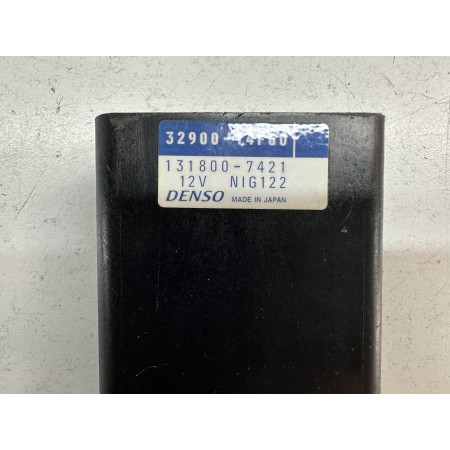 32900-
131800-7421
12V NIG122
DENSO MADE IN JAPAN